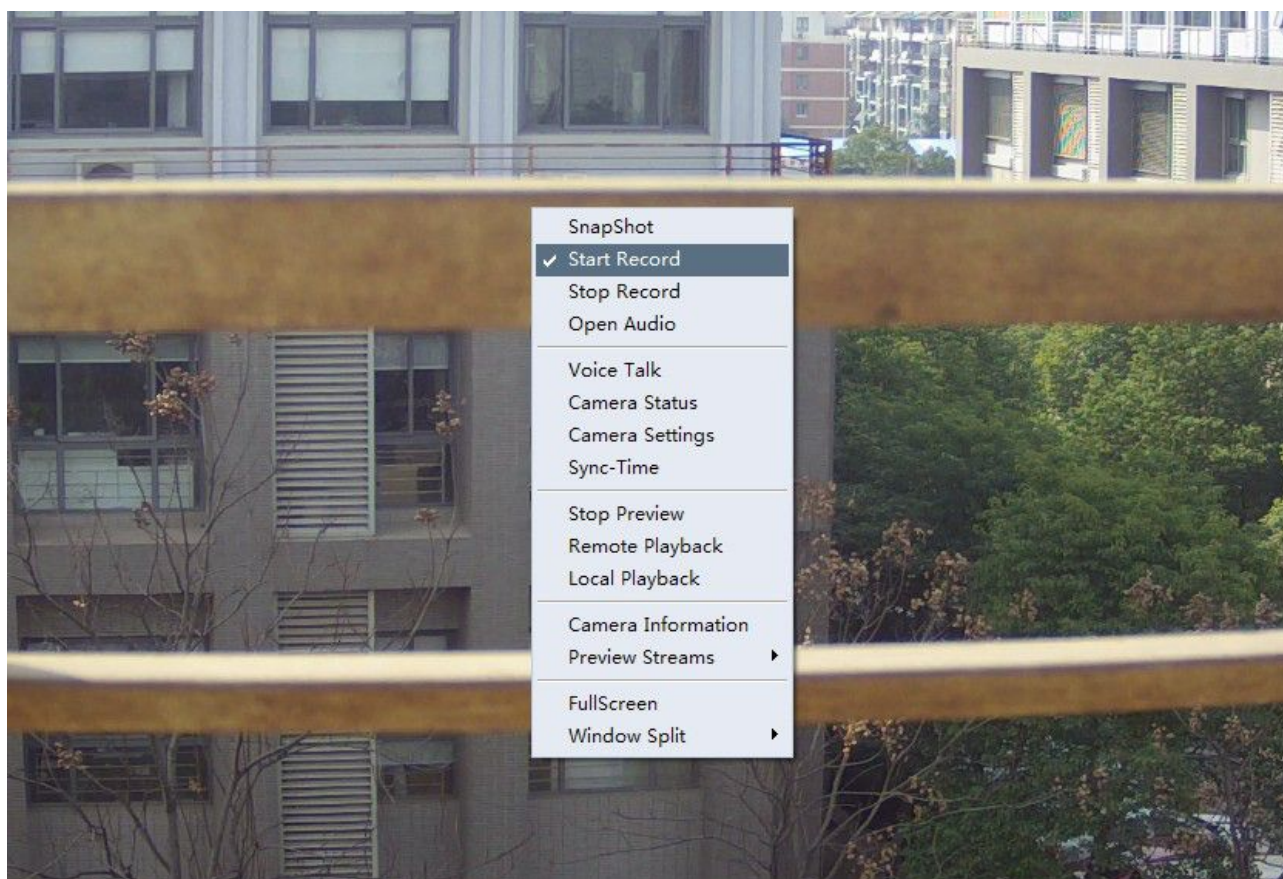 SnapShot
Start Record
Stop Record
Open Audio
Voice Talk
Camera Status
Camera Settings
Sync-Time
Stop Preview
Remote Playback
Local Playback
Camera Information
Preview Streams
FullScreen
Window Split